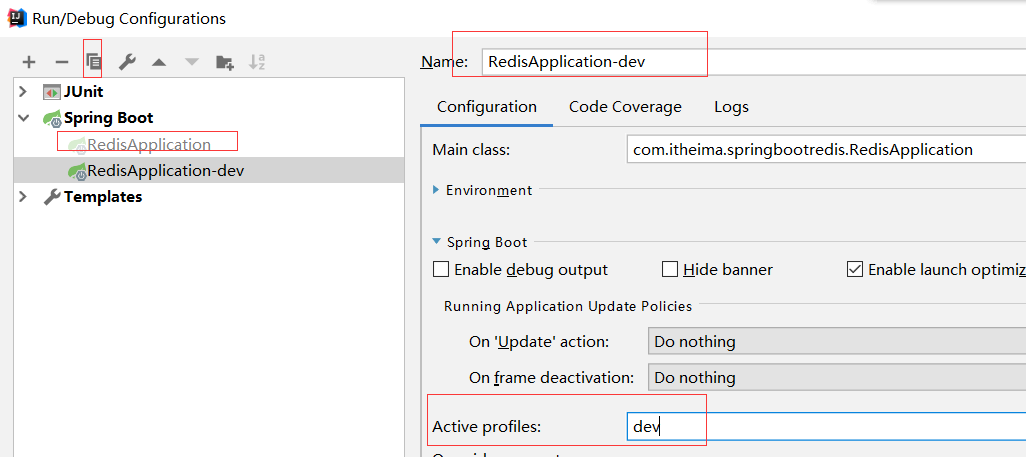 Run/Debug Configurations
Name: RedisApplication-dev
JUnit
Spring Boot
RedisApplication
RedisApplication-dev
Templates
Configuration Code Coverage Logs
Main class: com.itheima.springbootredis.RedisApplication
Environment
Spring Boot
Enable debug output Hide banner Enable launch optimiz
Running Application Update Policies
On 'Update' action: Do nothing
On frame deactivation: Do nothing
Active profiles: dev